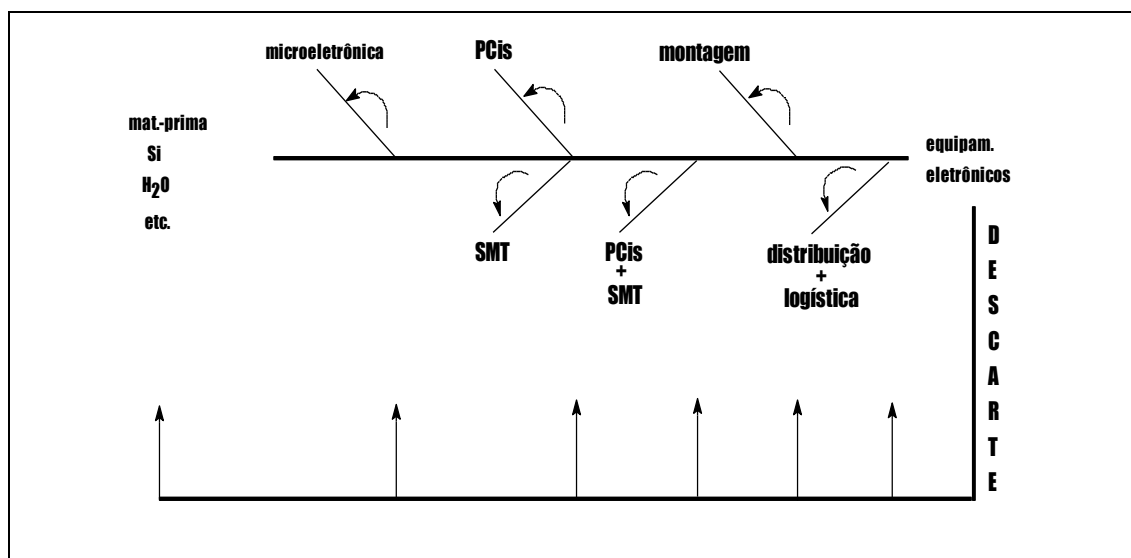 microeletrônica
PCis
montagem
mat.-prima
Si
H₂O
etc.
equipam.
eletrônicos
SMT
PCis
+
SMT
distribuição
+
logística
D
E
S
C
A
R
T
E